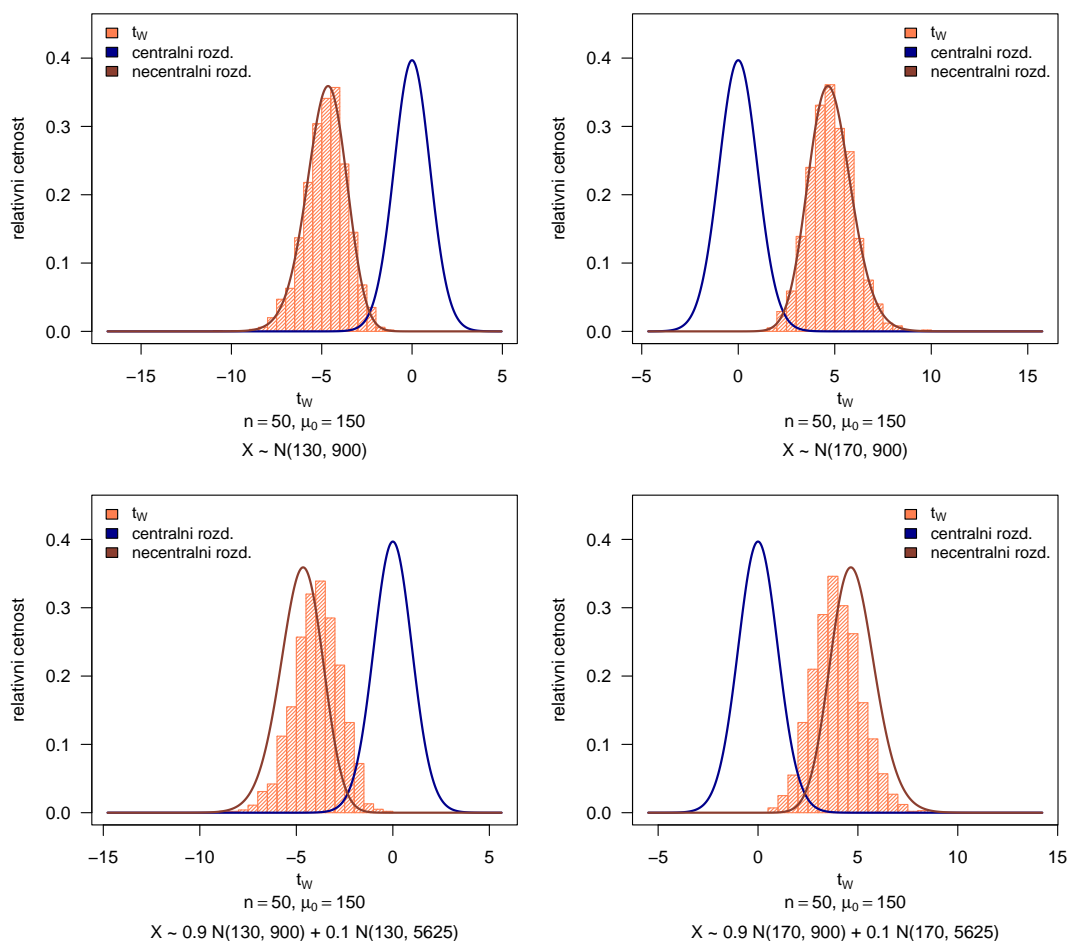 t_W
centralni rozd.
necentralni rozd.
relativni cetnost
0.4
0.3
0.2
0.1
0.0
−15
−10
−5
0
5
t_W
n = 50, μ₀ = 150
X ~ N(130, 900)
t_W
centralni rozd.
necentralni rozd.
relativni cetnost
0.4
0.3
0.2
0.1
0.0
−5
0
5
10
15
t_W
n = 50, μ₀ = 150
X ~ N(170, 900)
t_W
centralni rozd.
necentralni rozd.
relativni cetnost
0.4
0.3
0.2
0.1
0.0
−15
−10
−5
0
5
t_W
n = 50, μ₀ = 150
X ~ 0.9 N(130, 900) + 0.1 N(130, 5625)
t_W
centralni rozd.
necentralni rozd.
relativni cetnost
0.4
0.3
0.2
0.1
0.0
−5
0
5
10
15
t_W
n = 50, μ₀ = 150
X ~ 0.9 N(170, 900) + 0.1 N(170, 5625)